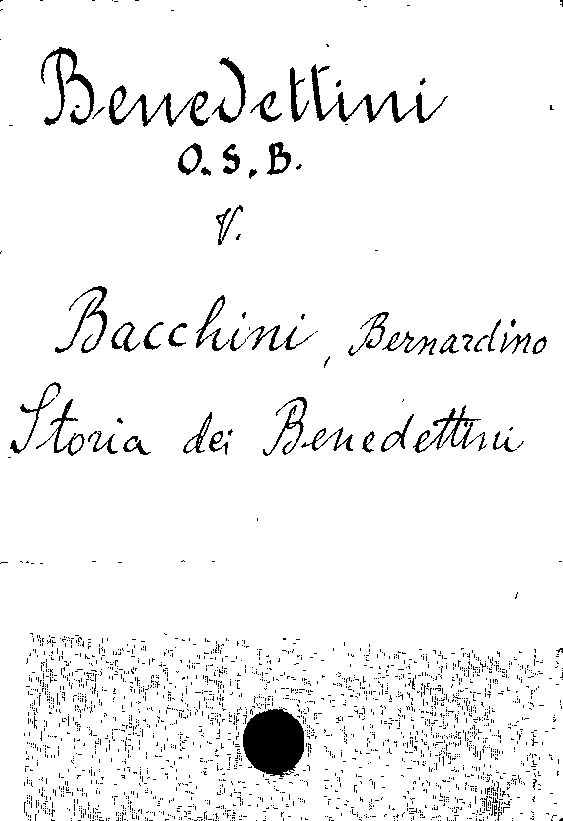 Benedettini
O.S.B.
V.
Bacchini, Bernardino
Storia dei Benedettini